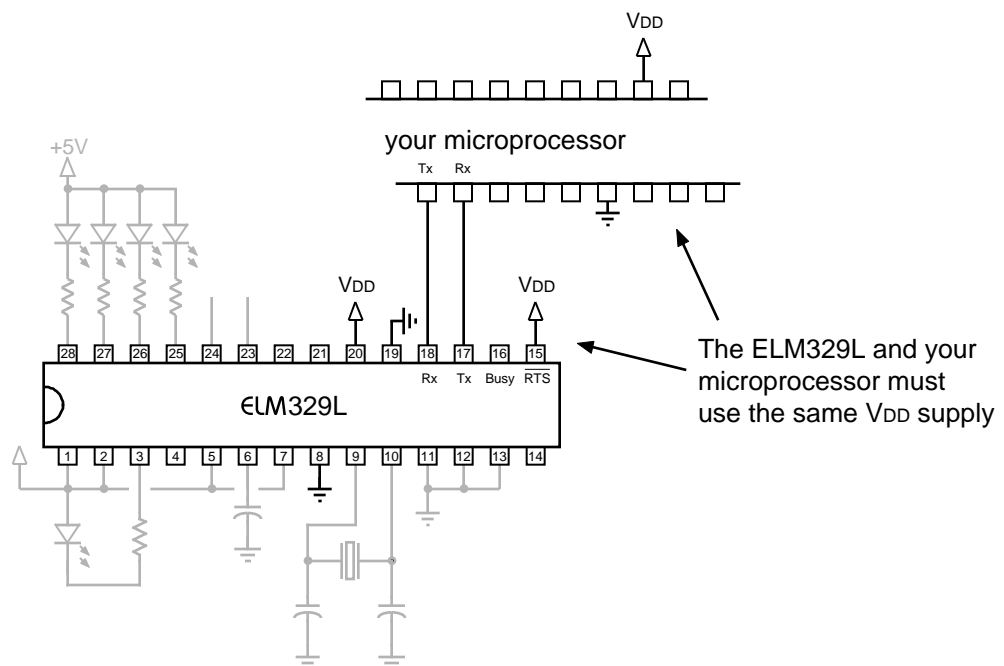 VDD
your microprocessor
Tx Rx
+5V
VDD
VDD
28 27 26 25 24 23 22 21 20 19 18 17 16 15
Rx Tx Busy RTS
ELM329L
The ELM329L and your
microprocessor must
use the same VDD supply
1 2 3 4 5 6 7 8 9 10 11 12 13 14